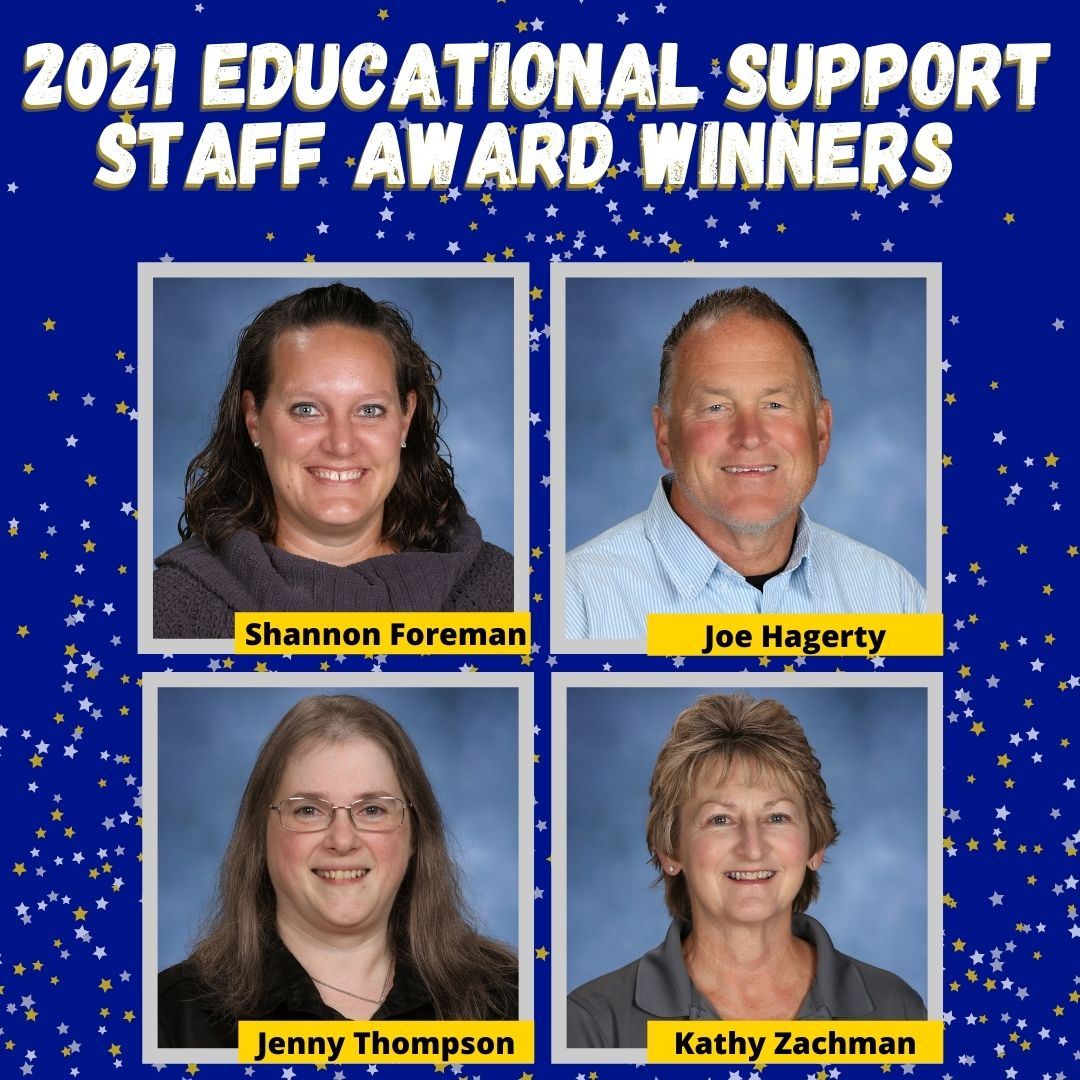 2021 EDUCATIONAL SUPPORT
STAFF AWARD WINNERS
Shannon Foreman
Joe Hagerty
Jenny Thompson
Kathy Zachman